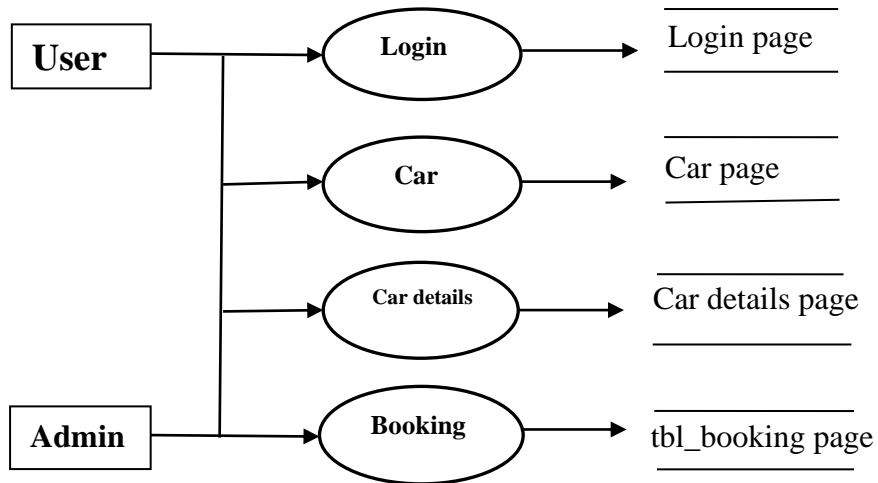 User
Login
Login page
Car
Car page
Car details
Car details page
Admin
Booking
tbl_booking page